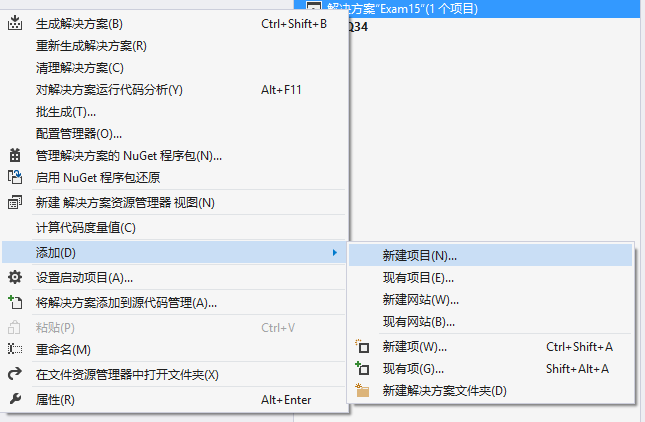 解决方案"Exam15"(1 个项目)
Q34
生成解决方案(B) Ctrl+Shift+B
重新生成解决方案(R)
清理解决方案(C)
对解决方案运行代码分析(Y) Alt+F11
批生成(T)...
配置管理器(O)...
管理解决方案的 NuGet 程序包(N)...
启用 NuGet 程序包还原
新建 解决方案资源管理器 视图(N)
计算代码度量值(C)
添加(D)
设置启动项目(A)...
将解决方案添加到源代码管理(A)...
粘贴(P) Ctrl+V
重命名(M)
在文件资源管理器中打开文件夹(X)
属性(R) Alt+Enter
新建项目(N)...
现有项目(E)...
新建网站(W)...
现有网站(B)...
新建项(W)... Ctrl+Shift+A
现有项(G)... Shift+Alt+A
新建解决方案文件夹(D)